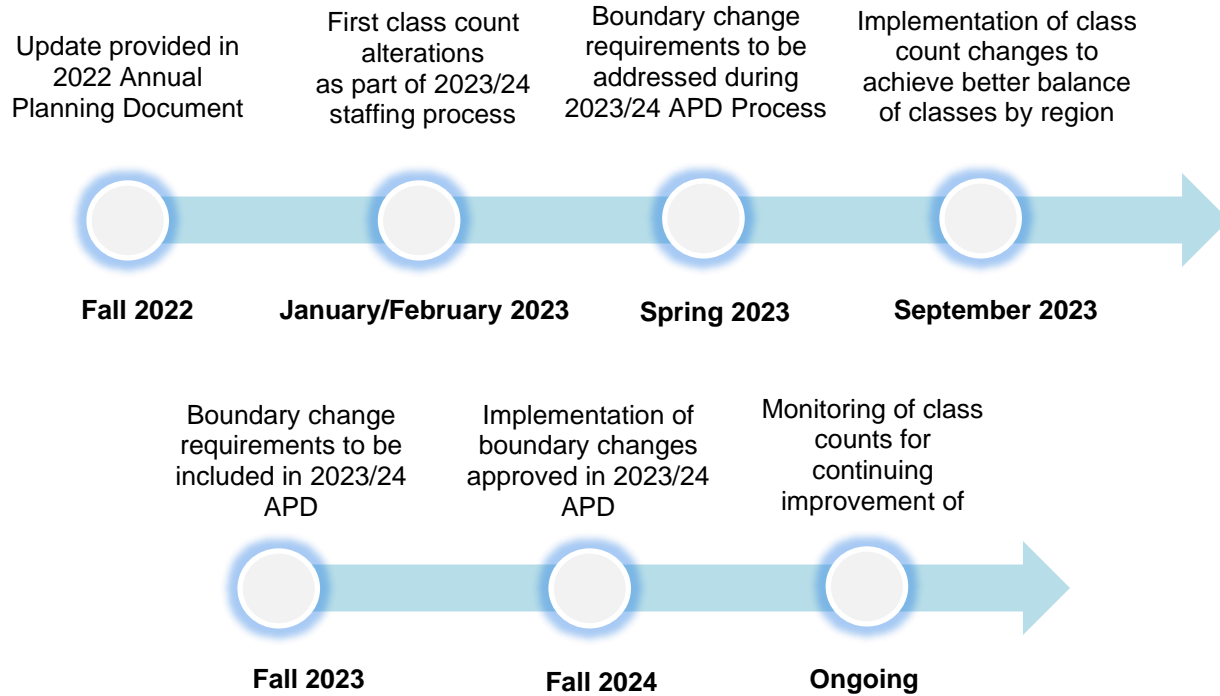 Update provided in
2022 Annual
Planning Document
First class count
alterations
as part of 2023/24
staffing process
Boundary change
requirements to be
addressed during
2023/24 APD Process
Implementation of class
count changes to
achieve better balance
of classes by region
Fall 2022
January/February 2023
Spring 2023
September 2023
Boundary change
requirements to be
included in 2023/24
APD
Implementation of
boundary changes
approved in 2023/24
APD
Monitoring of class
counts for
continuing
improvement of
Fall 2023
Fall 2024
Ongoing